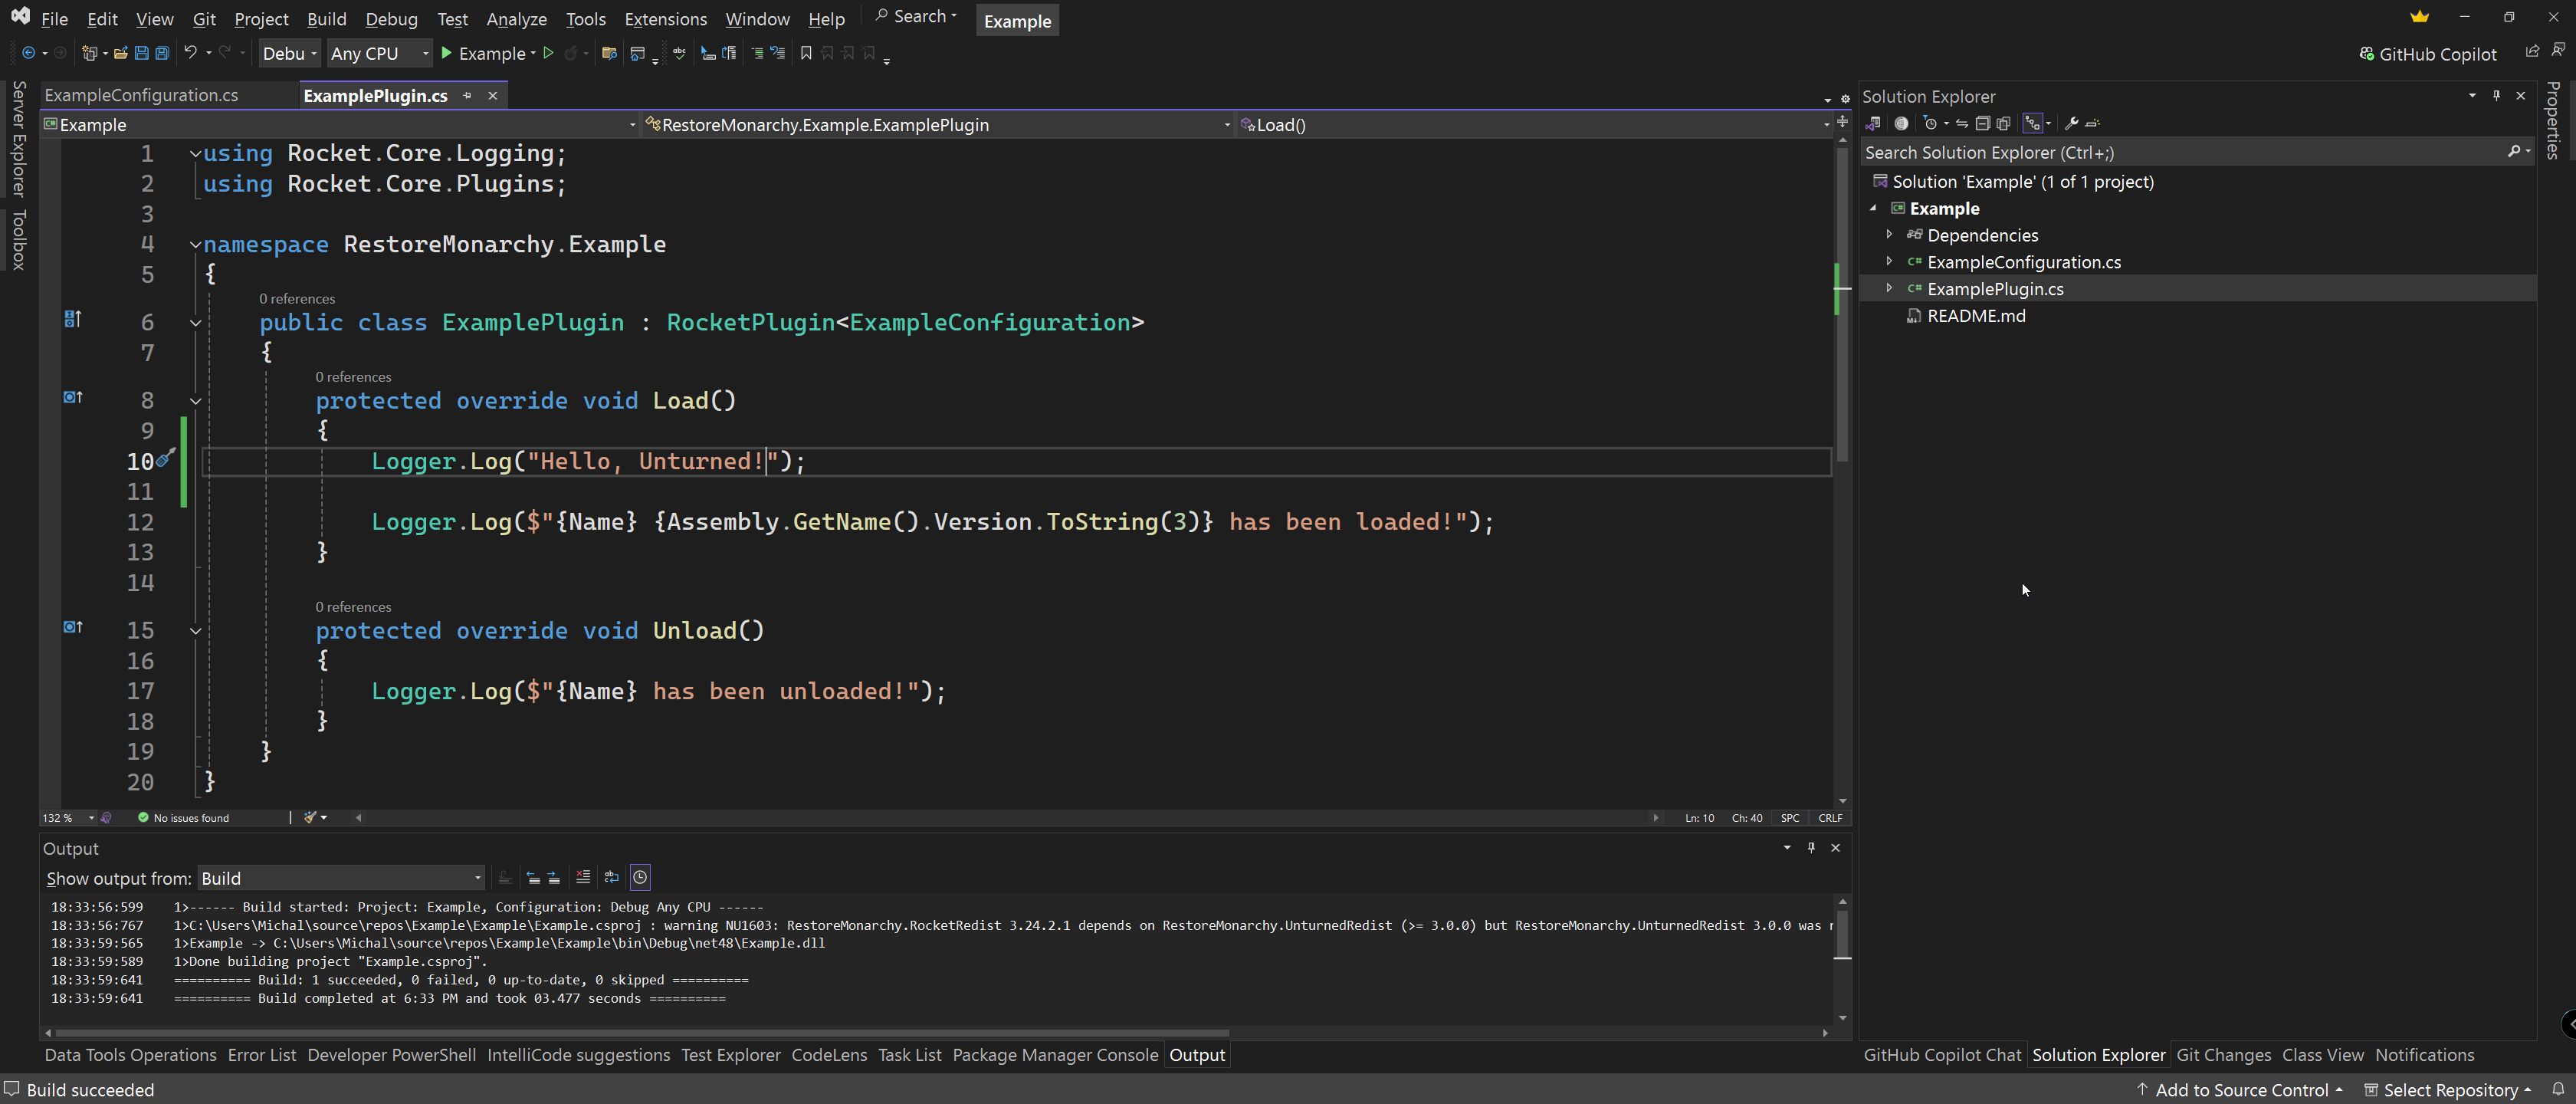 File Edit View Git Project Build Debug Test Analyze Tools Extensions Window Help Search Example
Debu Any CPU Example GitHub Copilot
Server Explorer
Toolbox
ExampleConfiguration.cs ExamplePlugin.cs
Example RestoreMonarchy.Example.ExamplePlugin Load()
1 using Rocket.Core.Logging;
2 using Rocket.Core.Plugins;
3
4 namespace RestoreMonarchy.Example
5 {
0 references
6 public class ExamplePlugin : RocketPlugin<ExampleConfiguration>
7 {
0 references
8 protected override void Load()
9 {
10 Logger.Log("Hello, Unturned!");
11
12 Logger.Log($"{Name} {Assembly.GetName().Version.ToString(3)} has been loaded!");
13 }
14
0 references
15 protected override void Unload()
16 {
17 Logger.Log($"{Name} has been unloaded!");
18 }
19 }
20 }
132 % No issues found Ln: 10 Ch: 40 SPC CRLF
Output
Show output from: Build
18:33:56:599 1>------ Build started: Project: Example, Configuration: Debug Any CPU ------
18:33:56:767 1>C:\Users\Michal\source\repos\Example\Example\Example.csproj : warning NU1603: RestoreMonarchy.RocketRedist 3.24.2.1 depends on RestoreMonarchy.UnturnedRedist (>= 3.0.0) but RestoreMonarchy.UnturnedRedist 3.0.0 was
18:33:59:565 1>Example -> C:\Users\Michal\source\repos\Example\Example\bin\Debug\net48\Example.dll
18:33:59:589 1>Done building project "Example.csproj".
18:33:59:641 ========== Build: 1 succeeded, 0 failed, 0 up-to-date, 0 skipped ==========
18:33:59:641 ========== Build completed at 6:33 PM and took 03.477 seconds ==========
Data Tools Operations Error List Developer PowerShell IntelliCode suggestions Test Explorer CodeLens Task List Package Manager Console Output
Solution Explorer
Search Solution Explorer (Ctrl+;)
Solution 'Example' (1 of 1 project)
Example
Dependencies
C# ExampleConfiguration.cs
C# ExamplePlugin.cs
README.md
Properties
GitHub Copilot Chat Solution Explorer Git Changes Class View Notifications
Build succeeded Add to Source Control Select Repository